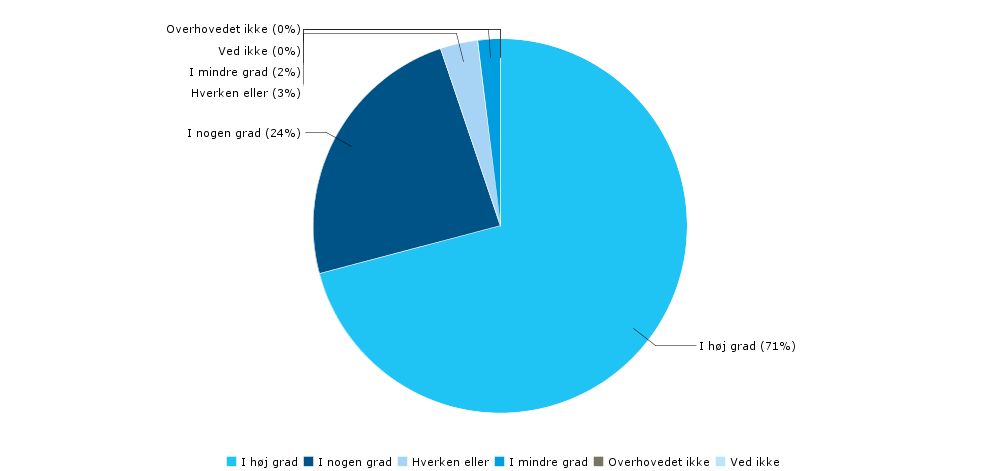 Overhovedet ikke (0%)
Ved ikke (0%)
I mindre grad (2%)
Hverken eller (3%)
I nogen grad (24%)
I høj grad (71%)
I høj grad I nogen grad Hverken eller I mindre grad Overhovedet ikke Ved ikke